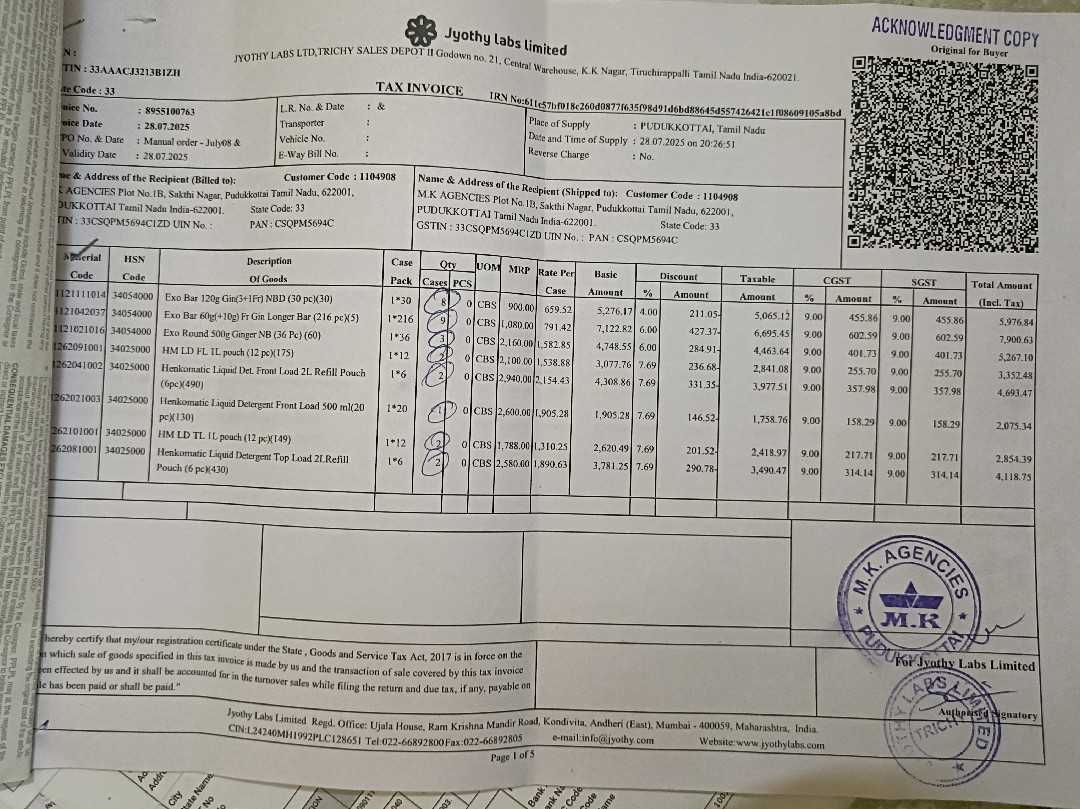 ACKNOWLEDGMENT COPY
Original for Buyer
Jyothy Labs limited
JYOTHY LABS LTD,TRICHY SALES DEPOT II Godown no. 21, Central Warehouse, K.K Nagar, Tiruchirappalli Tamil Nadu India-620021.
TIN : 33AAACJ3213B1ZH
te Code : 33
TAX INVOICE
IRN No:611c57bf018c260d0877f635f98d91d6bd88645d557426421c1f08609105a8bd
oice No. : 8955100763
oice Date : 28.07.2025
PO No. & Date : Manual order - July08 &
Validity Date : 28.07.2025
L.R. No. & Date : &
Transporter :
Vehicle No. :
E-Way Bill No. :
Place of Supply : PUDUKKOTTAI, Tamil Nadu
Date and Time of Supply : 28.07.2025 on 20:26:51
Reverse Charge : No.
me & Address of the Recipient (Billed to): Customer Code : 1104908
K AGENCIES Plot No.1B, Sakthi Nagar, Pudukkottai Tamil Nadu, 622001,
UDUKKOTTAI Tamil Nadu India-622001. State Code: 33
TIN : 33CSQPM5694C1ZD UIN No. : PAN : CSQPM5694C
Name & Address of the Recipient (Shipped to): Customer Code : 1104908
M.K AGENCIES Plot No.1B, Sakthi Nagar, Pudukkottai Tamil Nadu, 622001,
PUDUKKOTTAI Tamil Nadu India-622001. State Code: 33
GSTIN : 33CSQPM5694C1ZD UIN No. : PAN : CSQPM5694C
Material Code HSN Code Description Of Goods Case Pack Qty Cases PCS UOM MRP Rate Per Case Basic Amount Discount % Amount Taxable Amount CGST % Amount SGST % Amount Total Amount (Incl. Tax)
1121111014 34054000 Exo Bar 120g Gin(3+1Fr) NBD (30 pc)(30) 1*30 8 0 CBS 900.00 659.52 5,276.17 4.00 211.05- 5,065.12 9.00 455.86 9.00 455.86 5,976.84
1121042037 34054000 Exo Bar 60g(+10g) Fr Gin Longer Bar (216 pc)(5) 1*216 9 0 CBS 1,080.00 791.42 7,122.82 6.00 427.37- 6,695.45 9.00 602.59 9.00 602.59 7,900.63
1121021016 34054000 Exo Round 500g Ginger NB (36 Pc) (60) 1*36 3 0 CBS 2,160.00 1,582.85 4,748.55 6.00 284.91- 4,463.64 9.00 401.73 9.00 401.73 5,267.10
262091001 34025000 HM LD FL 1L pouch (12 pc)(175) 1*12 2 0 CBS 2,100.00 1,538.88 3,077.76 7.69 236.68- 2,841.08 9.00 255.70 9.00 255.70 3,352.48
262041002 34025000 Henkomatic Liquid Det. Front Load 2L Refill Pouch (6pc)(490) 1*6 2 0 CBS 2,940.00 2,154.43 4,308.86 7.69 331.35- 3,977.51 9.00 357.98 9.00 357.98 4,693.47
262021003 34025000 Henkomatic Liquid Detergent Front Load 500 ml(20 pc)(130) 1*20 1 0 CBS 2,600.00 1,905.28 1,905.28 7.69 146.52- 1,758.76 9.00 158.29 9.00 158.29 2,075.34
262101001 34025000 HM LD TL 1L pouch (12 pc)(149) 1*12 2 0 CBS 1,788.00 1,310.25 2,620.49 7.69 201.52- 2,418.97 9.00 217.71 9.00 217.71 2,854.39
262081001 34025000 Henkomatic Liquid Detergent Top Load 2LRefill Pouch (6 pc)(430) 1*6 2 0 CBS 2,580.00 1,890.63 3,781.25 7.69 290.78- 3,490.47 9.00 314.14 9.00 314.14 4,118.75
M.K. AGENCIES
M.K
PUDUKOTTAI
hereby certify that my/our registration certificate under the State , Goods and Service Tax Act, 2017 is in force on the
which sale of goods specified in this tax invoice is made by us and the transaction of sale covered by this tax invoice
en effected by us and it shall be accounted for in the turnover sales while filing the return and due tax, if any, payable on
le has been paid or shall be paid."
For Jyothy Labs Limited
Authorised Signatory
JYOTHY LABS LIMITED
TRICHY
Jyothy Labs Limited Regd. Office: Ujala House, Ram Krishna Mandir Road, Kondivita, Andheri (East), Mumbai - 400059, Maharashtra, India.
CIN:L24240MH1992PLC128651 Tel:022-66892800 Fax:022-66892805 e-mail:info@jyothy.com Website:www.jyothylabs.com
Page 1 of 5
City
Code